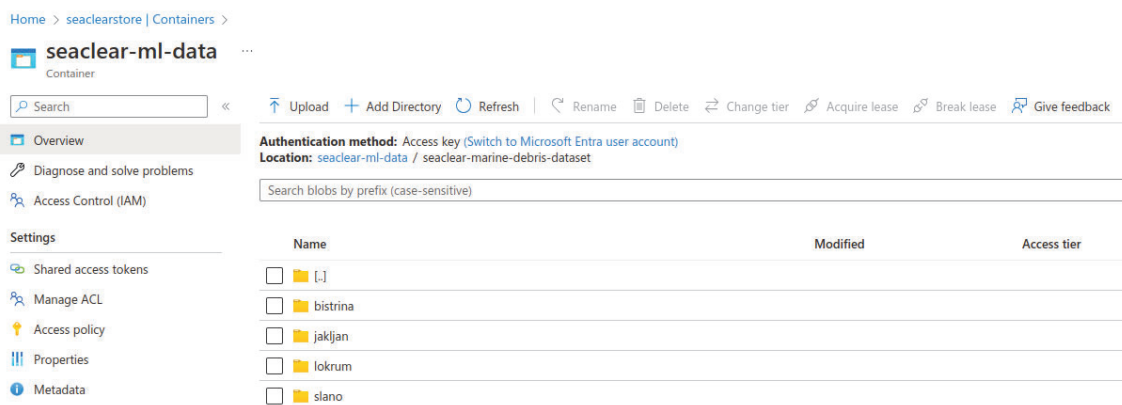 Home > seaclearstore | Containers >
seaclear-ml-data ...
Container
Search «
Overview
Diagnose and solve problems
Access Control (IAM)
Settings
Shared access tokens
Manage ACL
Access policy
Properties
Metadata
Upload Add Directory Refresh Rename Delete Change tier Acquire lease Break lease Give feedback
Authentication method: Access key (Switch to Microsoft Entra user account)
Location: seaclear-ml-data / seaclear-marine-debris-dataset
Search blobs by prefix (case-sensitive)
Name Modified Access tier
[..]
bistrina
jakljan
lokrum
slano